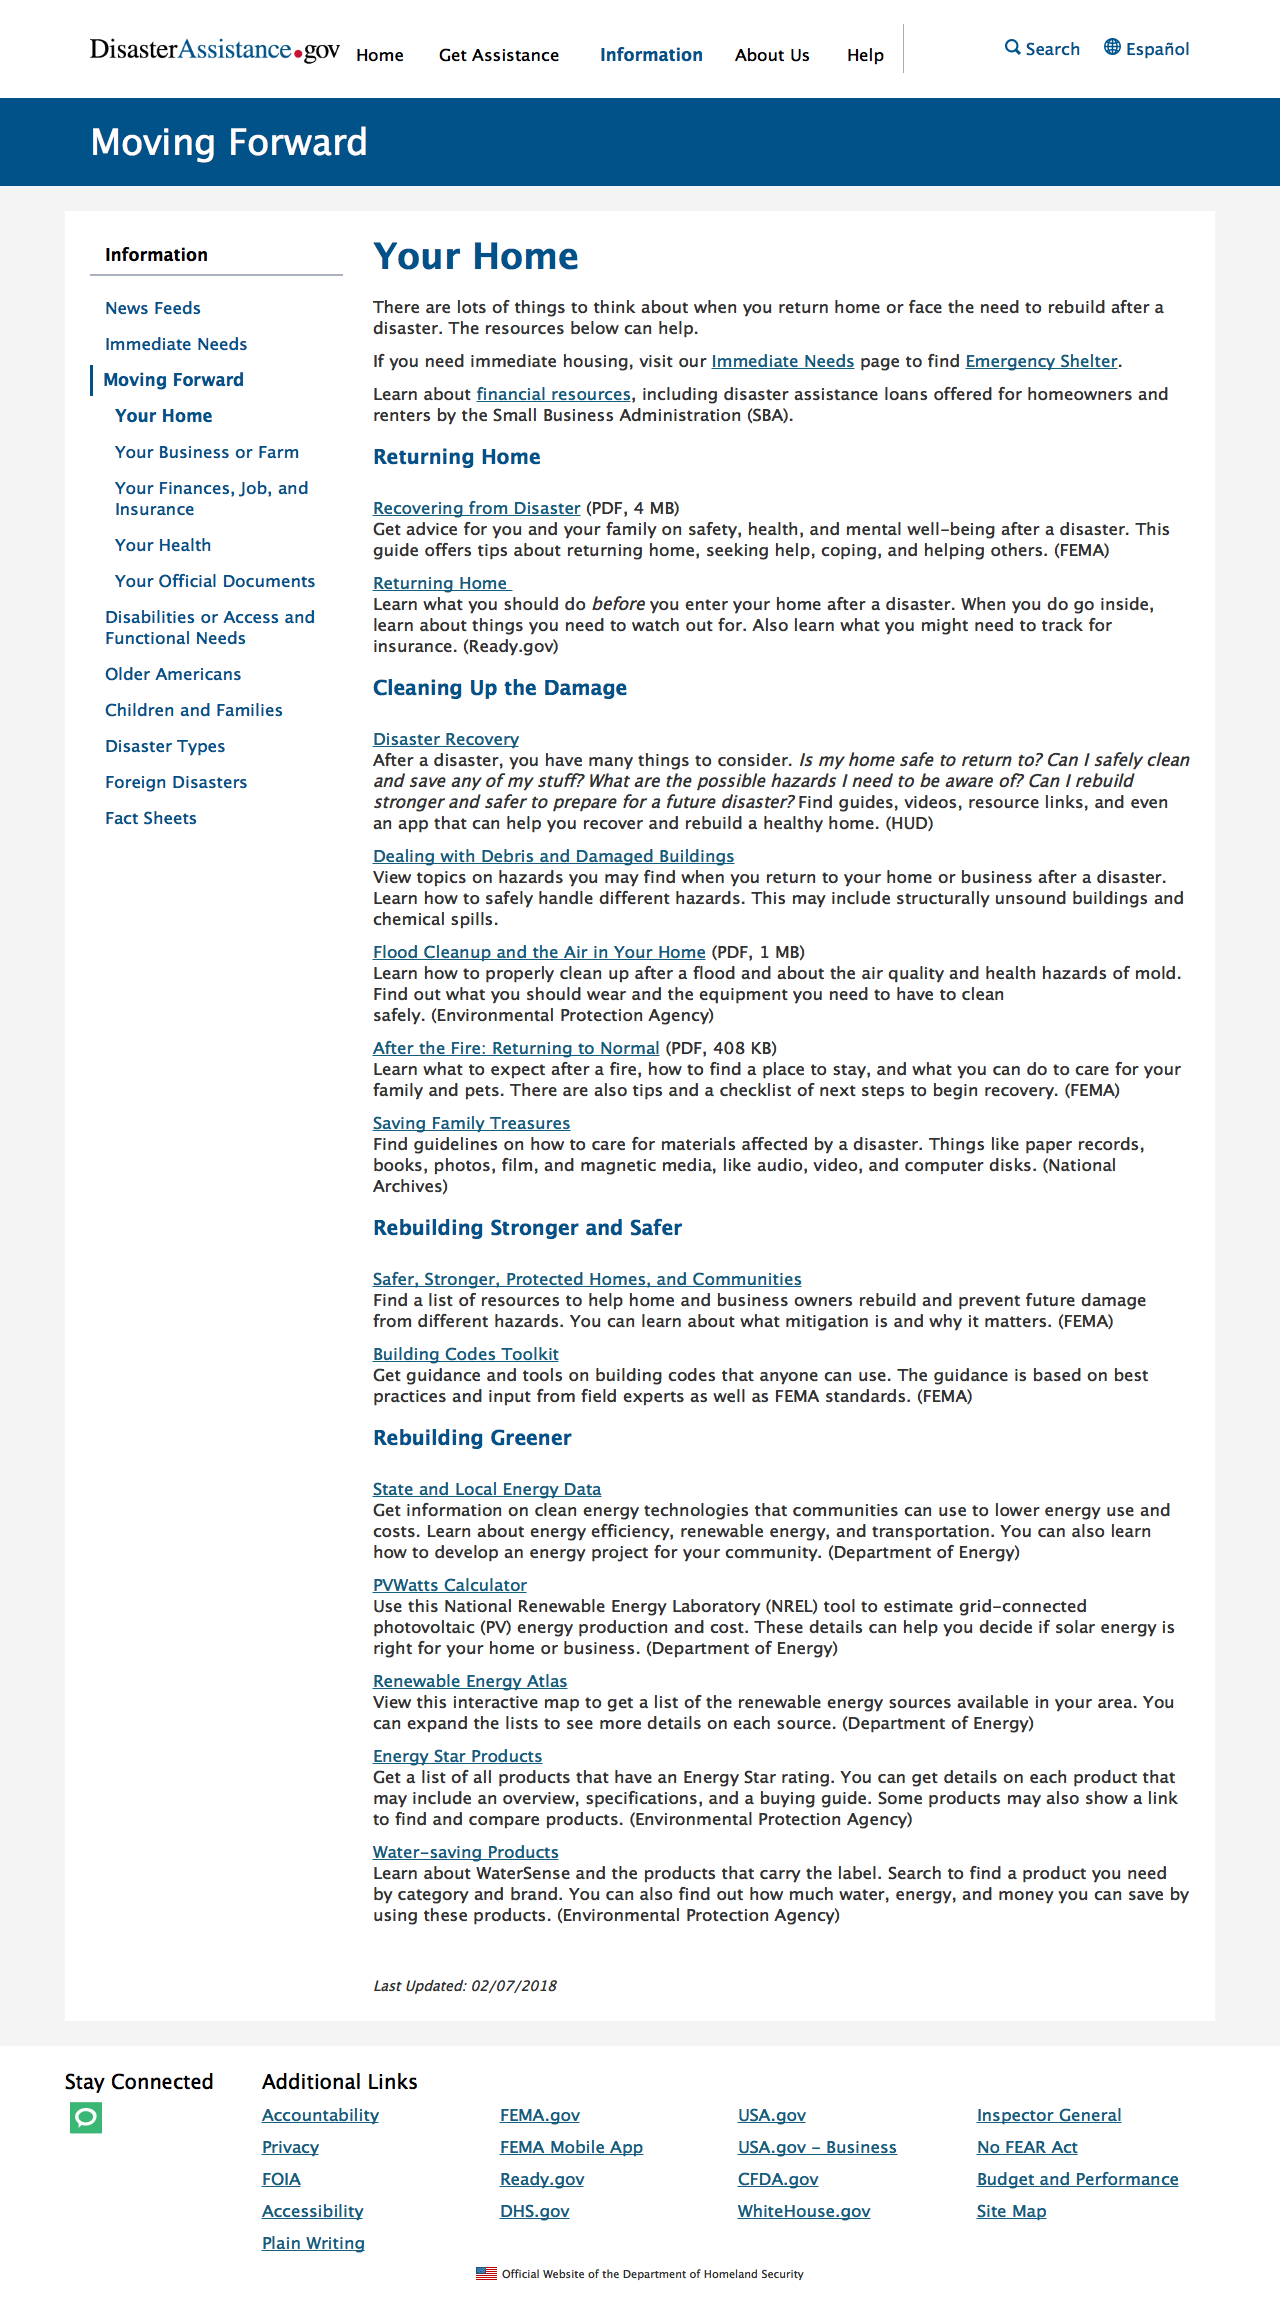 DisasterAssistance.gov
Home
Get Assistance
Information
About Us
Help
Search
Español
Moving Forward
Information
News Feeds
Immediate Needs
Moving Forward
Your Home
Your Business or Farm
Your Finances, Job, and
Insurance
Your Health
Your Official Documents
Disabilities or Access and
Functional Needs
Older Americans
Children and Families
Disaster Types
Foreign Disasters
Fact Sheets
Your Home
There are lots of things to think about when you return home or face the need to rebuild after a
disaster. The resources below can help.
If you need immediate housing, visit our Immediate Needs page to find Emergency Shelter.
Learn about financial resources, including disaster assistance loans offered for homeowners and
renters by the Small Business Administration (SBA).
Returning Home
Recovering from Disaster (PDF, 4 MB)
Get advice for you and your family on safety, health, and mental well-being after a disaster. This
guide offers tips about returning home, seeking help, coping, and helping others. (FEMA)
Returning Home
Learn what you should do before you enter your home after a disaster. When you do go inside,
learn about things you need to watch out for. Also learn what you might need to track for
insurance. (Ready.gov)
Cleaning Up the Damage
Disaster Recovery
After a disaster, you have many things to consider. Is my home safe to return to? Can I safely clean
and save any of my stuff? What are the possible hazards I need to be aware of? Can I rebuild
stronger and safer to prepare for a future disaster? Find guides, videos, resource links, and even
an app that can help you recover and rebuild a healthy home. (HUD)
Dealing with Debris and Damaged Buildings
View topics on hazards you may find when you return to your home or business after a disaster.
Learn how to safely handle different hazards. This may include structurally unsound buildings and
chemical spills.
Flood Cleanup and the Air in Your Home (PDF, 1 MB)
Learn how to properly clean up after a flood and about the air quality and health hazards of mold.
Find out what you should wear and the equipment you need to have to clean
safely. (Environmental Protection Agency)
After the Fire: Returning to Normal (PDF, 408 KB)
Learn what to expect after a fire, how to find a place to stay, and what you can do to care for your
family and pets. There are also tips and a checklist of next steps to begin recovery. (FEMA)
Saving Family Treasures
Find guidelines on how to care for materials affected by a disaster. Things like paper records,
books, photos, film, and magnetic media, like audio, video, and computer disks. (National
Archives)
Rebuilding Stronger and Safer
Safer, Stronger, Protected Homes, and Communities
Find a list of resources to help home and business owners rebuild and prevent future damage
from different hazards. You can learn about what mitigation is and why it matters. (FEMA)
Building Codes Toolkit
Get guidance and tools on building codes that anyone can use. The guidance is based on best
practices and input from field experts as well as FEMA standards. (FEMA)
Rebuilding Greener
State and Local Energy Data
Get information on clean energy technologies that communities can use to lower energy use and
costs. Learn about energy efficiency, renewable energy, and transportation. You can also learn
how to develop an energy project for your community. (Department of Energy)
PVWatts Calculator
Use this National Renewable Energy Laboratory (NREL) tool to estimate grid-connected
photovoltaic (PV) energy production and cost. These details can help you decide if solar energy is
right for your home or business. (Department of Energy)
Renewable Energy Atlas
View this interactive map to get a list of the renewable energy sources available in your area. You
can expand the lists to see more details on each source. (Department of Energy)
Energy Star Products
Get a list of all products that have an Energy Star rating. You can get details on each product that
may include an overview, specifications, and a buying guide. Some products may also show a link
to find and compare products. (Environmental Protection Agency)
Water-saving Products
Learn about WaterSense and the products that carry the label. Search to find a product you need
by category and brand. You can also find out how much water, energy, and money you can save by
using these products. (Environmental Protection Agency)
Last Updated: 02/07/2018
Stay Connected
Additional Links
Accountability
Privacy
FOIA
Accessibility
Plain Writing
FEMA.gov
FEMA Mobile App
Ready.gov
DHS.gov
USA.gov
USA.gov - Business
CFDA.gov
WhiteHouse.gov
Inspector General
No FEAR Act
Budget and Performance
Site Map
Official Website of the Department of Homeland Security